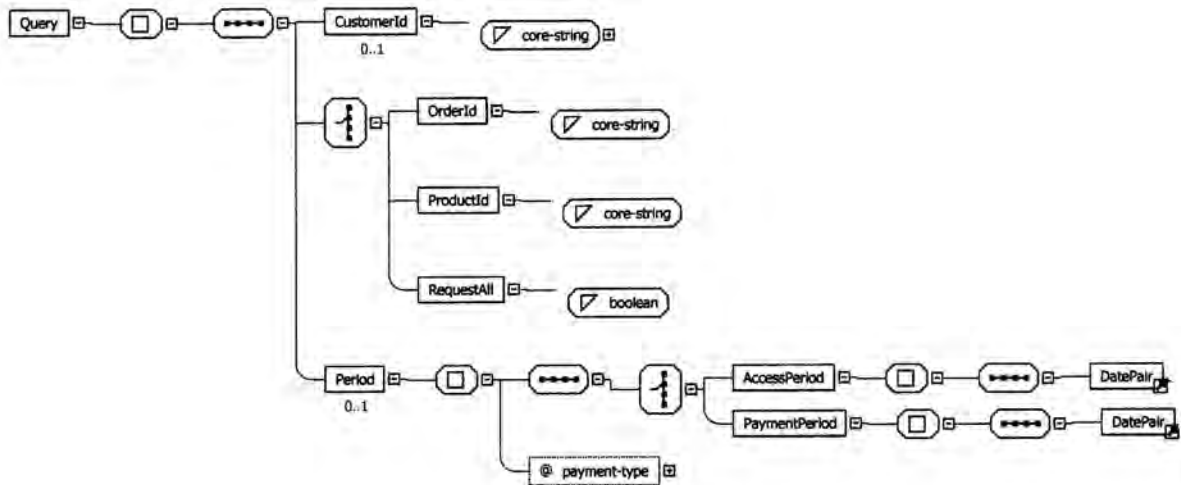 Query
CustomerId
0..1
core-string
OrderId
core-string
ProductId
core-string
RequestAll
boolean
Period
0..1
AccessPeriod
DatePair
PaymentPeriod
DatePair
@ payment-type